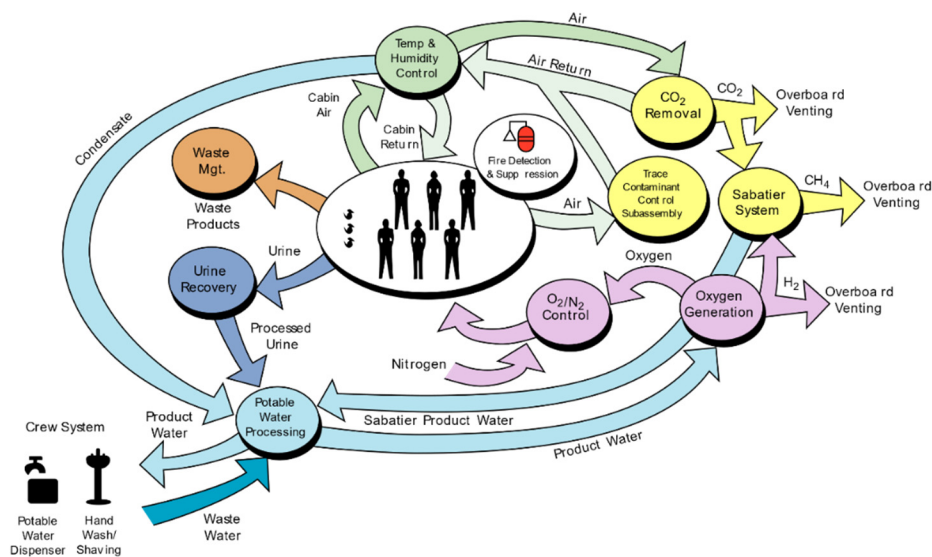 Air
Temp &
Humidity
Control
Air Return
CO2
Removal
CO2
Overboa rd
Venting
Cabin
Air
Cabin
Return
Condensate
Fire Detection
& Supp ression
Waste
Mgt.
Waste
Products
Trace
Contaminant
Cont rol
Subassembly
Sabatier
System
CH4
Overboa rd
Venting
Air
Urine
Urine
Recovery
Oxygen
O2/N2
Control
Oxygen
Generation
H2
Overboa rd
Venting
Processed
Urine
Nitrogen
Potable
Water
Processing
Product
Water
Sabatier Product Water
Product Water
Crew System
Potable
Water
Dispenser
Hand
Wash/
Shaving
Waste
Water